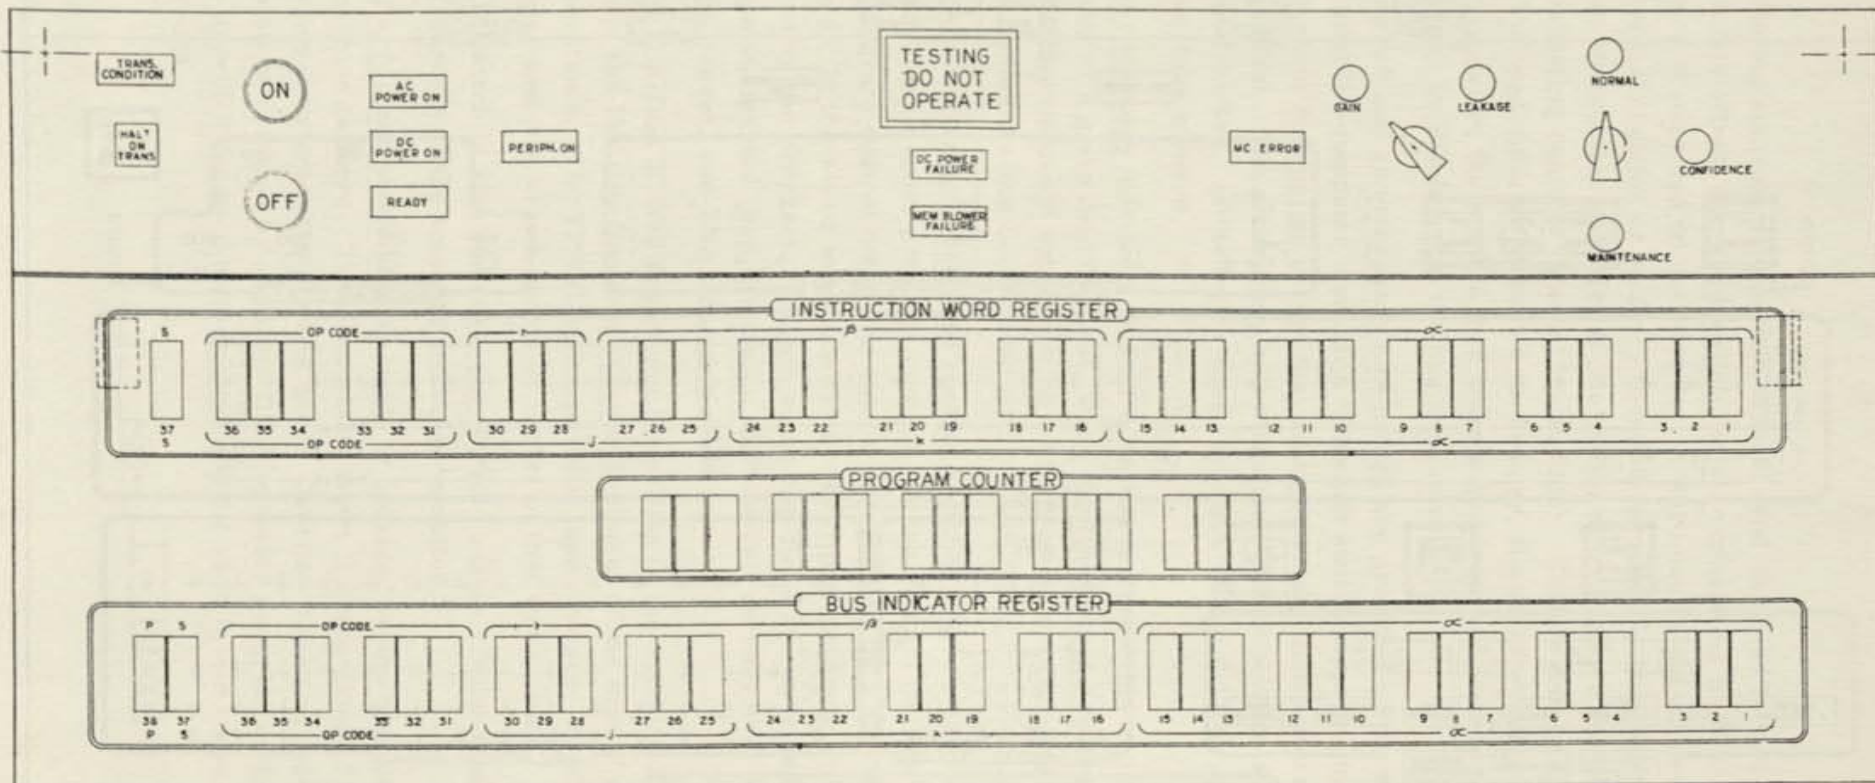 TRANS.
CONDITION
HALT
ON
TRANS
ON
OFF
AC
POWER ON
DC
POWER ON
READY
PERIPH. ON
TESTING
DO NOT
OPERATE
DC POWER
FAILURE
MEM BLOWER
FAILURE
MC ERROR
GAIN
LEAKAGE
NORMAL
CONFIDENCE
MAINTENANCE
INSTRUCTION WORD REGISTER
S OP CODE r β α
37 36 35 34 33 32 31 30 29 28 27 26 25 24 23 22 21 20 19 18 17 16 15 14 13 12 11 10 9 8 7 6 5 4 3 2 1
S OP CODE j k α
PROGRAM COUNTER
BUS INDICATOR REGISTER
P S OP CODE r β α
38 37 36 35 34 33 32 31 30 29 28 27 26 25 24 23 22 21 20 19 18 17 16 15 14 13 12 11 10 9 8 7 6 5 4 3 2 1
P S OP CODE j k α